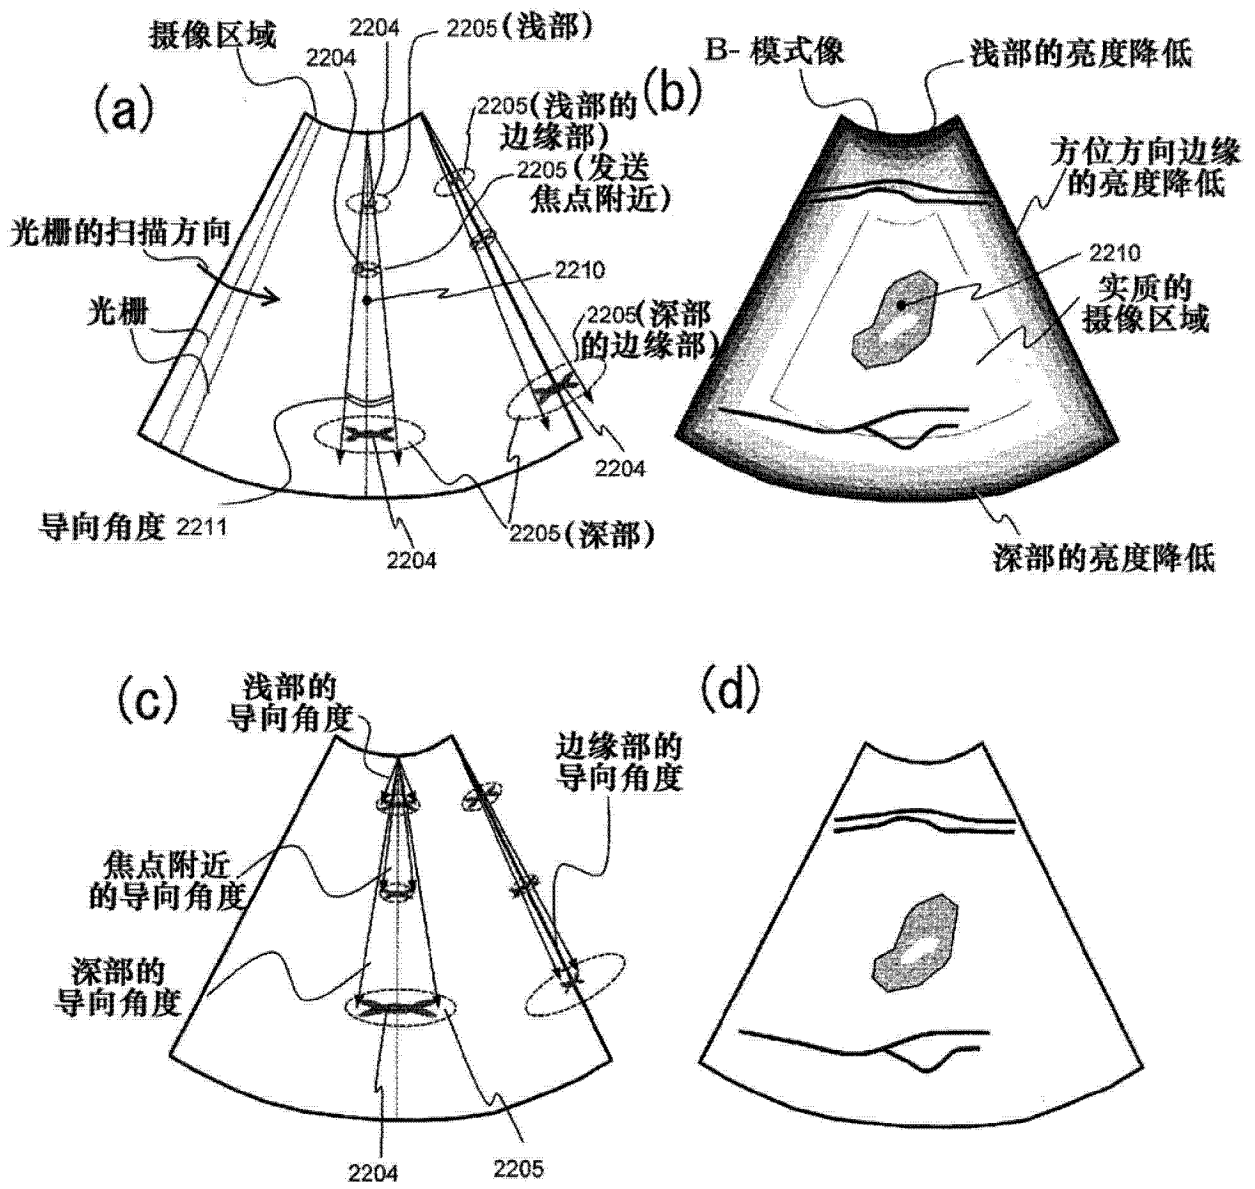 (a)
摄像区域
2204
2204
2205(浅部)
2205(浅部的
边缘部)
2205(发送
焦点附近)
光栅的扫描方向
2210
光栅
2205(深部
的边缘部)
2204
导向角度 2211
2204
2205(深部)
(b)
B-模式像
浅部的亮度降低
方位方向边缘
的亮度降低
2210
实质的
摄像区域
深部的亮度降低
(c)
浅部的
导向角度
边缘部的
导向角度
焦点附近
的导向角度
深部的
导向角度
2204
2205
(d)